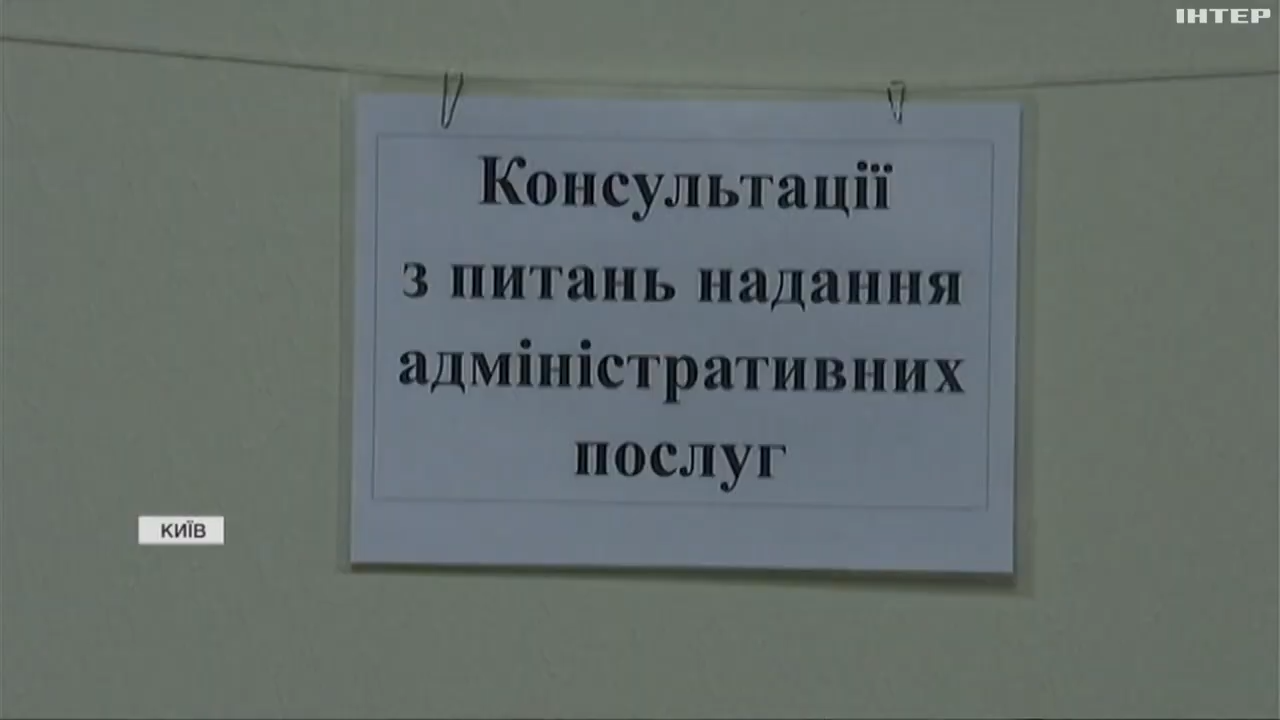 ІНТЕР
Консультації
з питань надання
адміністративних
послуг
КИЇВ